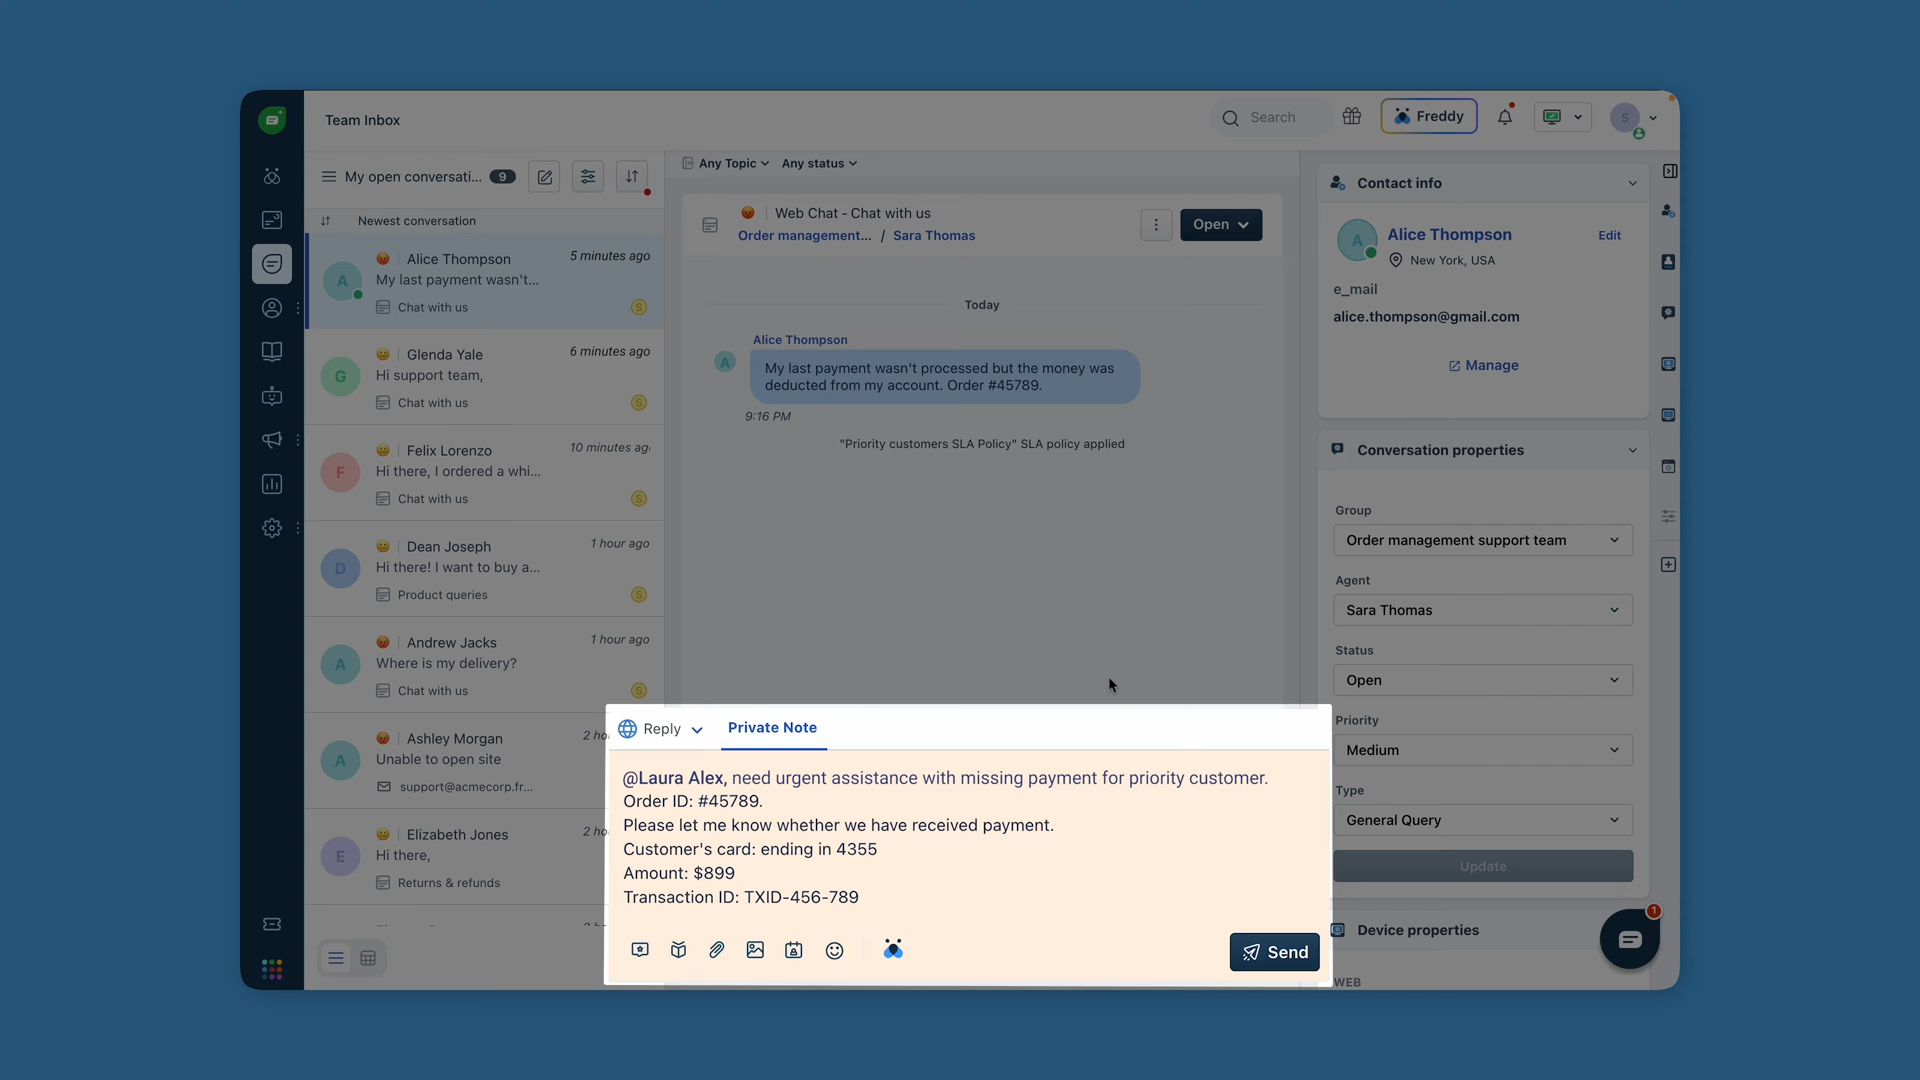 Team Inbox
Search
Freddy
S
My open conversati... 9
Newest conversation
A
Alice Thompson
5 minutes ago
My last payment wasn't...
Chat with us
S
G
Glenda Yale
6 minutes ago
Hi support team,
Chat with us
S
F
Felix Lorenzo
10 minutes ago
Hi there, I ordered a whi...
Chat with us
S
D
Dean Joseph
1 hour ago
Hi there! I want to buy a...
Product queries
S
A
Andrew Jacks
1 hour ago
Where is my delivery?
Chat with us
S
A
Ashley Morgan
2 ho
Unable to open site
support@acmecorp.fr...
E
Elizabeth Jones
2 ho
Hi there,
Returns & refunds
Any Topic
Any status
Web Chat - Chat with us
Order management... / Sara Thomas
Open
Today
Alice Thompson
A
My last payment wasn't processed but the money was
deducted from my account. Order #45789.
9:16 PM
"Priority customers SLA Policy" SLA policy applied
Reply
Private Note
@Laura Alex, need urgent assistance with missing payment for priority customer.
Order ID: #45789.
Please let me know whether we have received payment.
Customer's card: ending in 4355
Amount: $899
Transaction ID: TXID-456-789
Send
Contact info
A
Alice Thompson
Edit
New York, USA
e_mail
alice.thompson@gmail.com
Manage
Conversation properties
Group
Order management support team
Agent
Sara Thomas
Status
Open
Priority
Medium
Type
General Query
Update
Device properties
WEB
1